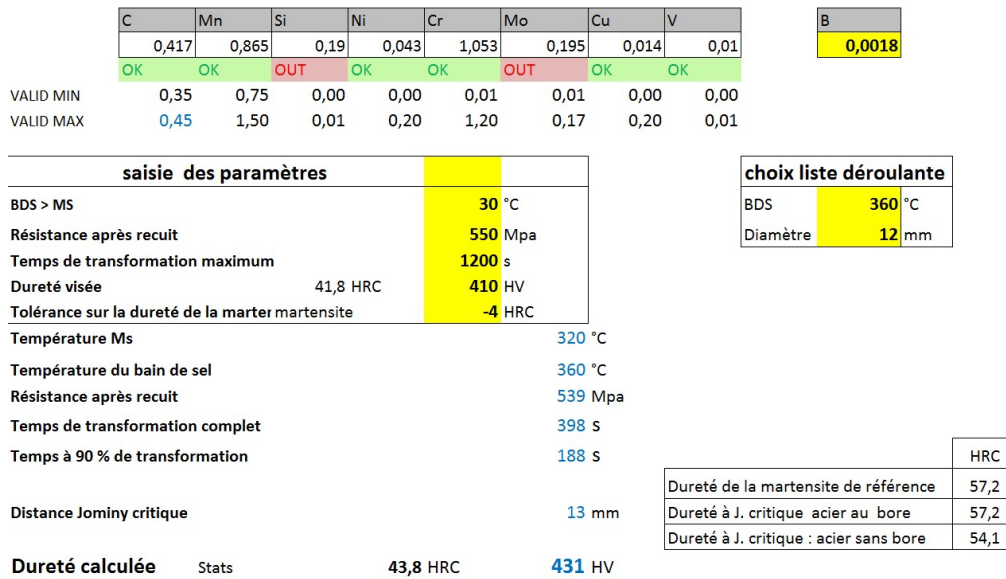 C Mn Si Ni Cr Mo Cu V B
0,417 0,865 0,19 0,043 1,053 0,195 0,014 0,01 0,0018
OK OK OUT OK OK OUT OK OK
VALID MIN 0,35 0,75 0,00 0,00 0,01 0,01 0,00 0,00
VALID MAX 0,45 1,50 0,01 0,20 1,20 0,17 0,20 0,01
saisie des paramètres
BDS > MS 30 °C
Résistance après recuit 550 Mpa
Temps de transformation maximum 1200 s
Dureté visée 41,8 HRC 410 HV
Tolérance sur la dureté de la marter martensite -4 HRC
choix liste déroulante
BDS 360 °C
Diamètre 12 mm
Température Ms 320 °C
Température du bain de sel 360 °C
Résistance après recuit 539 Mpa
Temps de transformation complet 398 s
Temps à 90 % de transformation 188 s
Distance Jominy critique 13 mm
HRC
Dureté de la martensite de référence 57,2
Dureté à J. critique acier au bore 57,2
Dureté à J. critique : acier sans bore 54,1
Dureté calculée Stats 43,8 HRC 431 HV